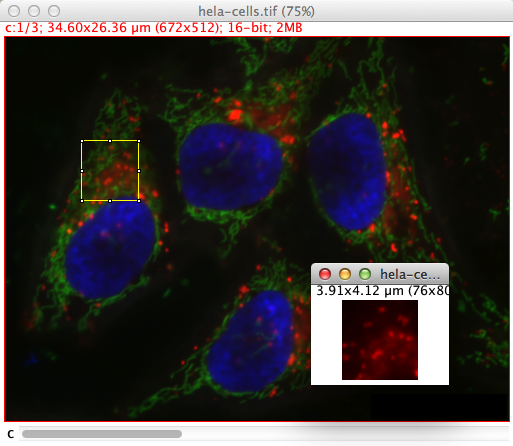 hela-cells.tif (75%)
c:1/3; 34.60x26.36 µm (672x512); 16-bit; 2MB
hela-ce...
3.91x4.12 µm (76x80
c